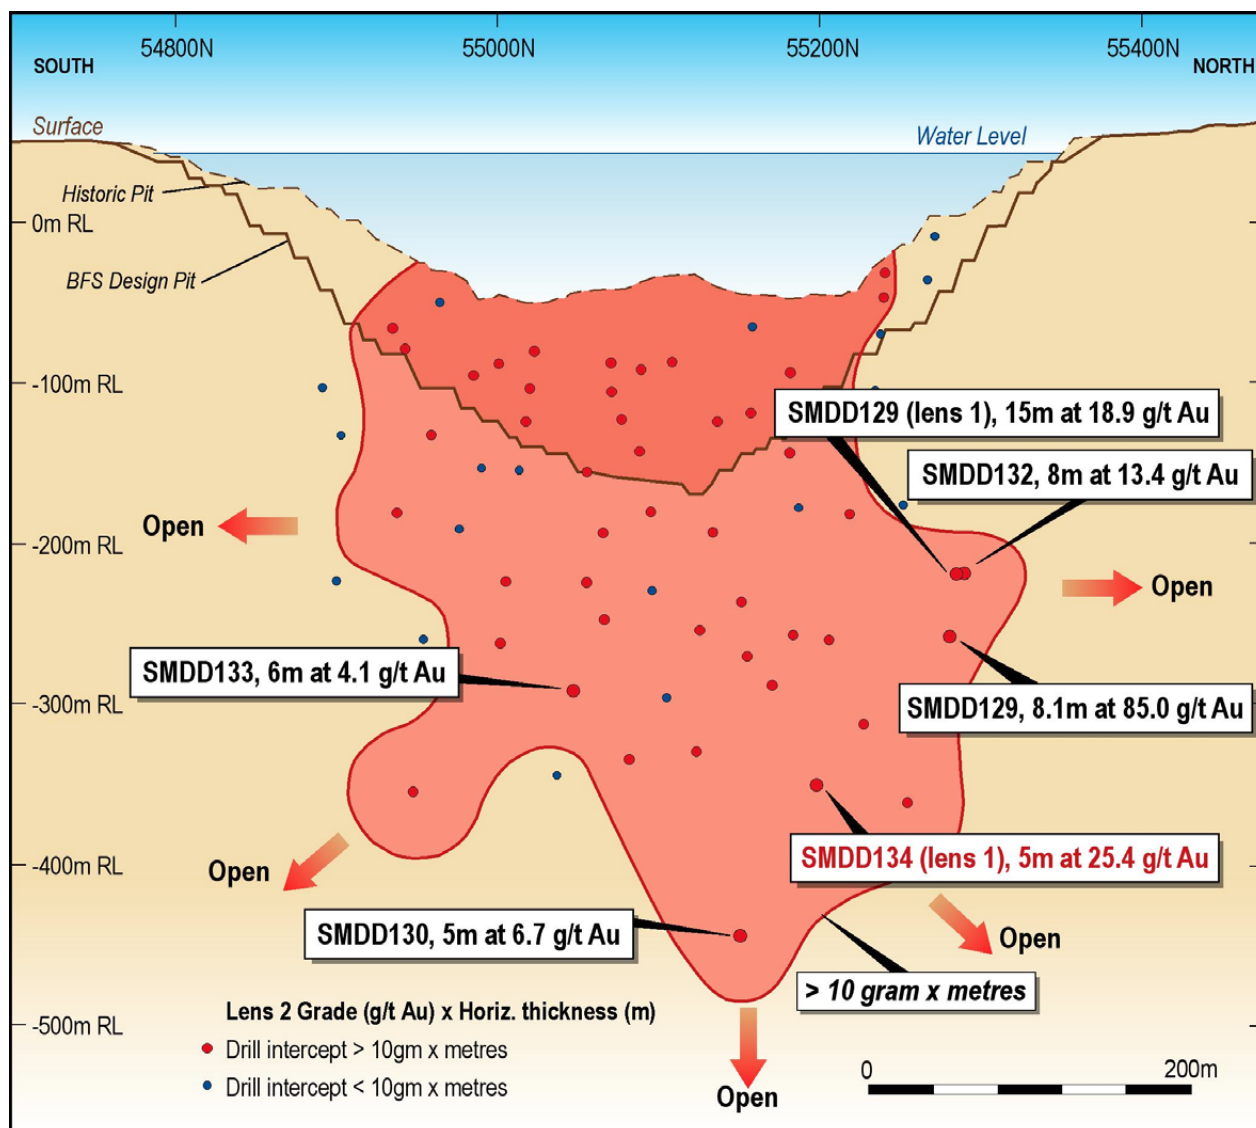 54800N
55000N
55200N
55400N
SOUTH
NORTH
Surface
Water Level
Historic Pit
0m RL
BFS Design Pit
-100m RL
SMDD129 (lens 1), 15m at 18.9 g/t Au
SMDD132, 8m at 13.4 g/t Au
Open
-200m RL
Open
SMDD133, 6m at 4.1 g/t Au
-300m RL
SMDD129, 8.1m at 85.0 g/t Au
SMDD134 (lens 1), 5m at 25.4 g/t Au
-400m RL
Open
SMDD130, 5m at 6.7 g/t Au
Open
> 10 gram x metres
Lens 2 Grade (g/t Au) x Horiz. thickness (m)
-500m RL
Drill intercept > 10gm x metres
Drill intercept < 10gm x metres
0
200m
Open